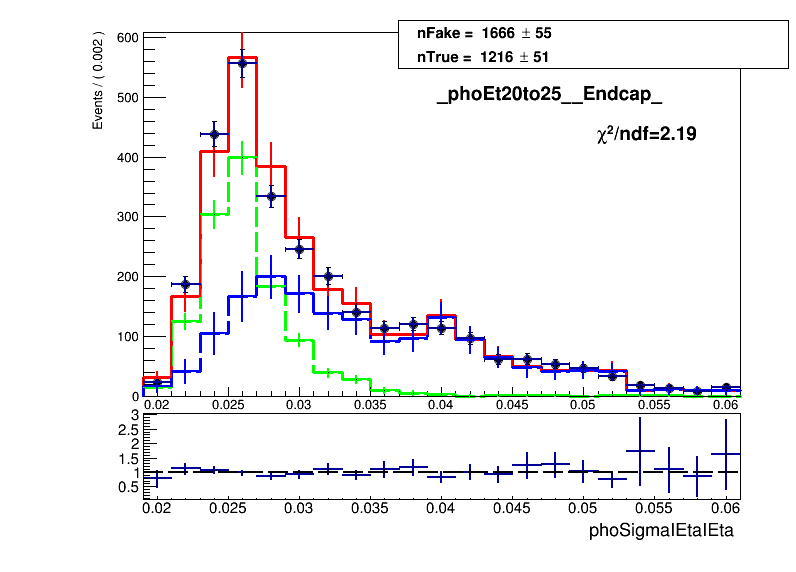 nFake = 1666 ± 55
nTrue = 1216 ± 51
_phoEt20to25__Endcap_
χ²/ndf=2.19
Events / ( 0.002 )
600
500
400
300
200
100
0
0.02 0.025 0.03 0.035 0.04 0.045 0.05 0.055 0.06
3
2.5
2
1.5
1
0.5
0.02 0.025 0.03 0.035 0.04 0.045 0.05 0.055 0.06
phoSigmaIEtaIEta